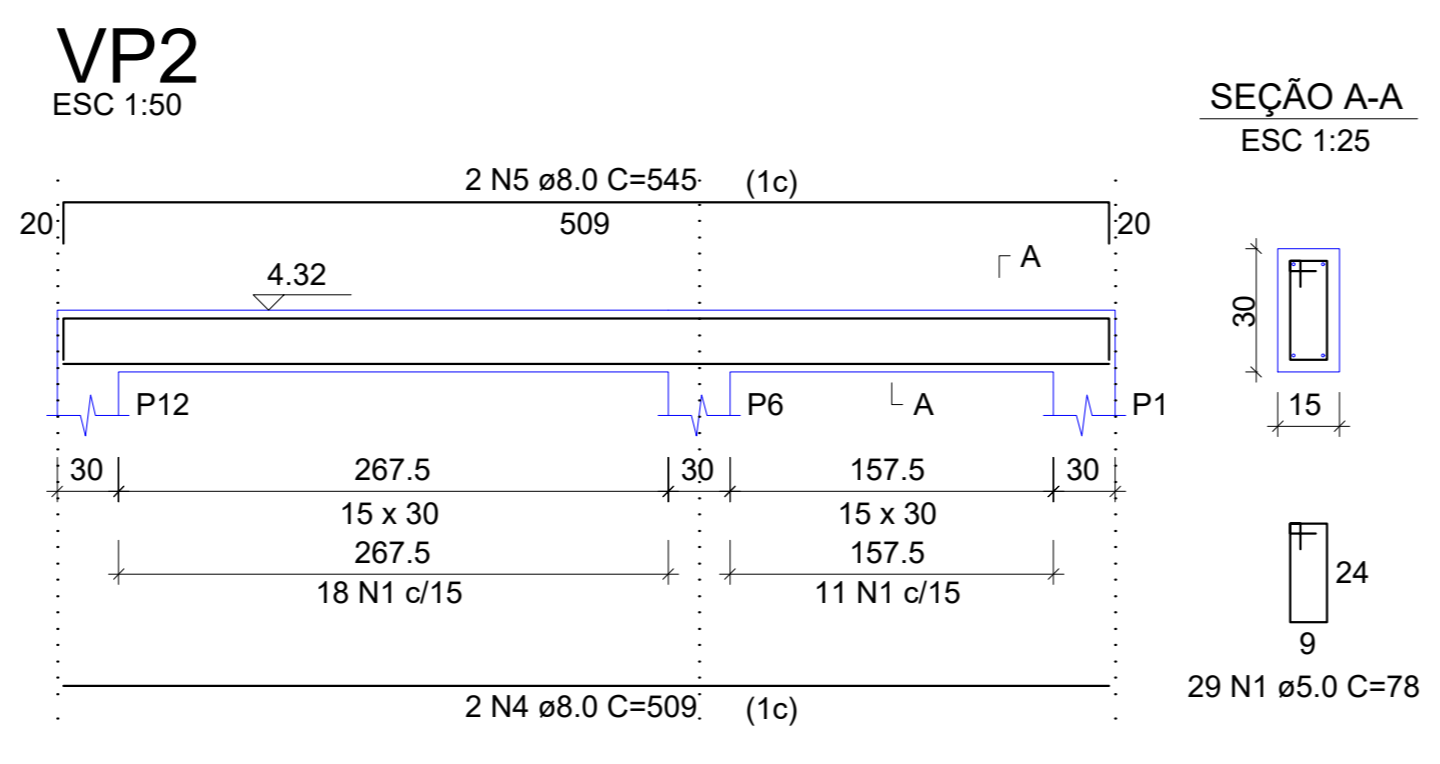 VP2
ESC 1:50
SEÇÃO A-A
ESC 1:25
2 N5 ø8.0 C=545 (1c)
20 509 20
A
4.32
30
P12 P6 A P1
15
30 267.5 30 157.5 30
15 x 30 15 x 30
267.5 157.5
18 N1 c/15 11 N1 c/15
24
9
29 N1 ø5.0 C=78
2 N4 ø8.0 C=509 (1c)